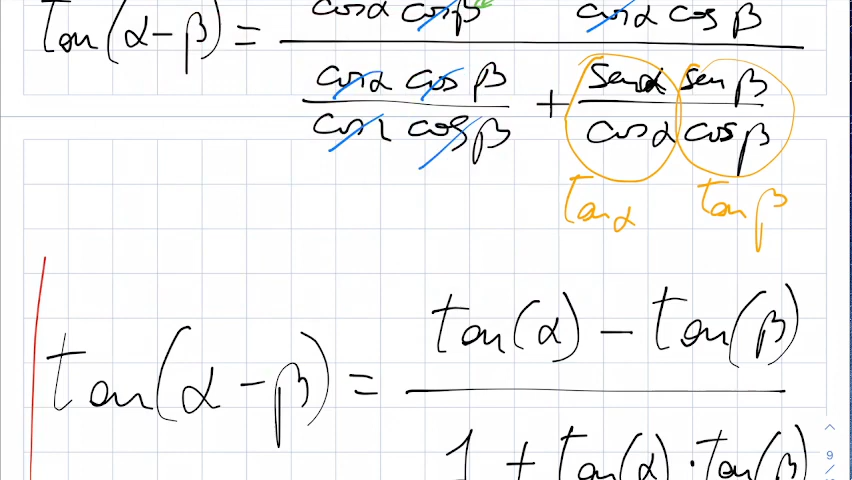 tan(α-β) = cosα cosβ cosα cosβ
cosα cosβ senα senβ
cosα cosβ + cosα cosβ
tanα tanβ
tan(α) - tan(β)
tan(α-β) =
1 + tan(α) · tan(β)
9